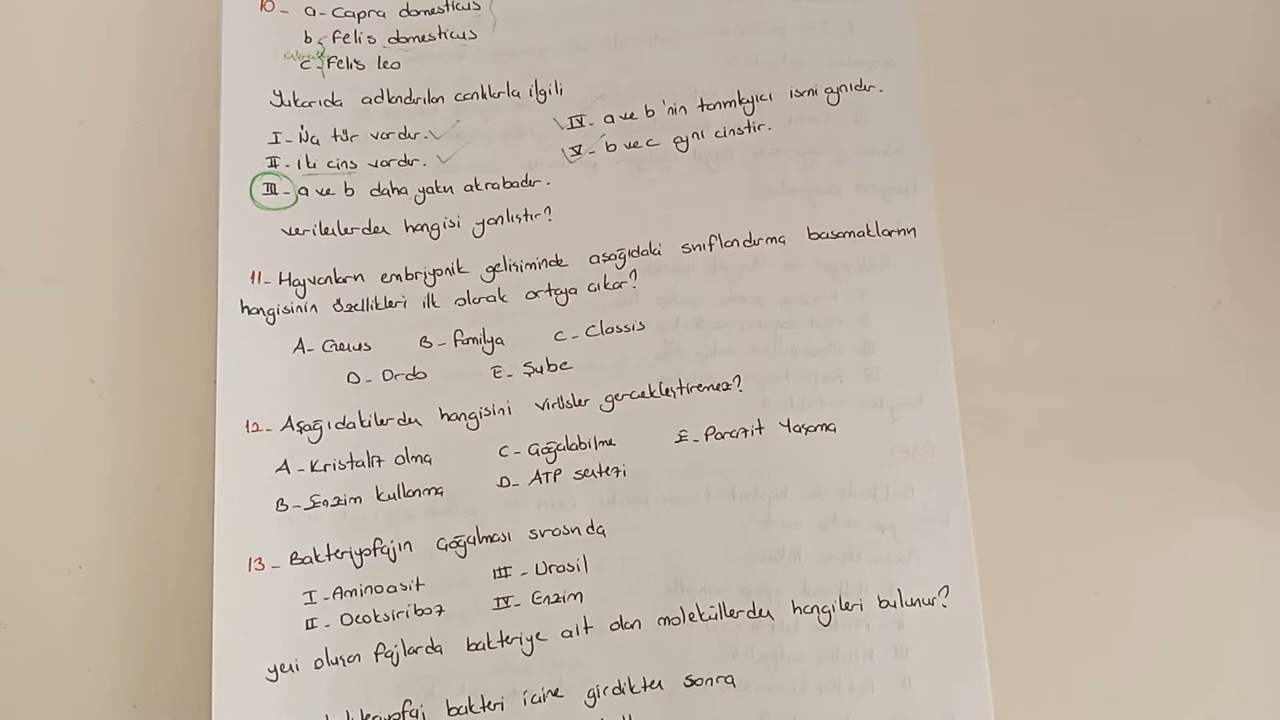 10- a- Capra domesticus
b- Felis domesticus
c- Felis leo
Yukarıda adlandırılan canlılarla ilgili
I- Üç tür vardır.
II- İki cins vardır.
III- a ve b daha yakın akrabadır.
IV- a ve b'nin tanımlayıcı ismi aynıdır.
V- b ve c aynı cinstir.
verilenlerden hangisi yanlıştır?
11- Hayvanların embriyonik gelişiminde aşağıdaki sınıflandırma basamaklarının
hangisinin özellikleri ilk olarak ortaya çıkar?
A- Genus B- Familya C- Classis
D- Ordo E- Şube
12- Aşağıdakilerden hangisini virüsler gerçekleştiremez?
A- Kristalize olma C- Çoğalabilme E- Parazit Yaşama
B- Enzim kullanma D- ATP sentezi
13- Bakteriyofajın çoğalması sırasında
I- Aminoasit III- Urasil
II- Deoksiriboz IV- Enzim
yeni oluşan fajlarda bakteriye ait olan moleküllerden hangileri bulunur?
bakteri içine girdikten sonra